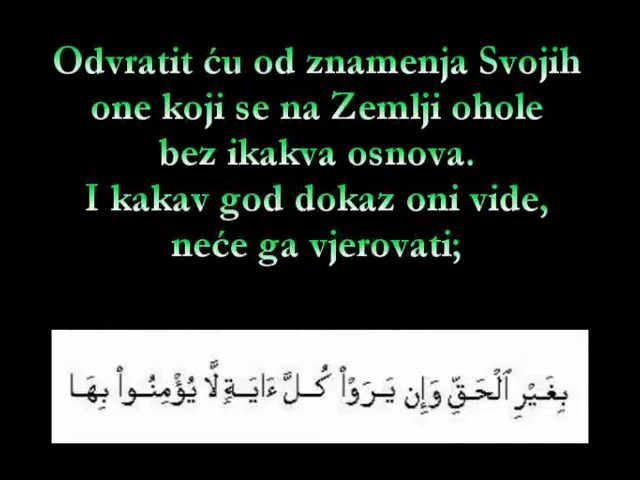 Odvratit ću od znamenja Svojih
one koji se na Zemlji ohole
bez ikakva osnova.
I kakav god dokaz oni vide,
neće ga vjerovati;
بِغَيْرِ ٱلْحَقِّ وَإِن يَرَوْا۟ كُلَّ ءَايَةٍ لَّا يُؤْمِنُوا۟ بِهَا